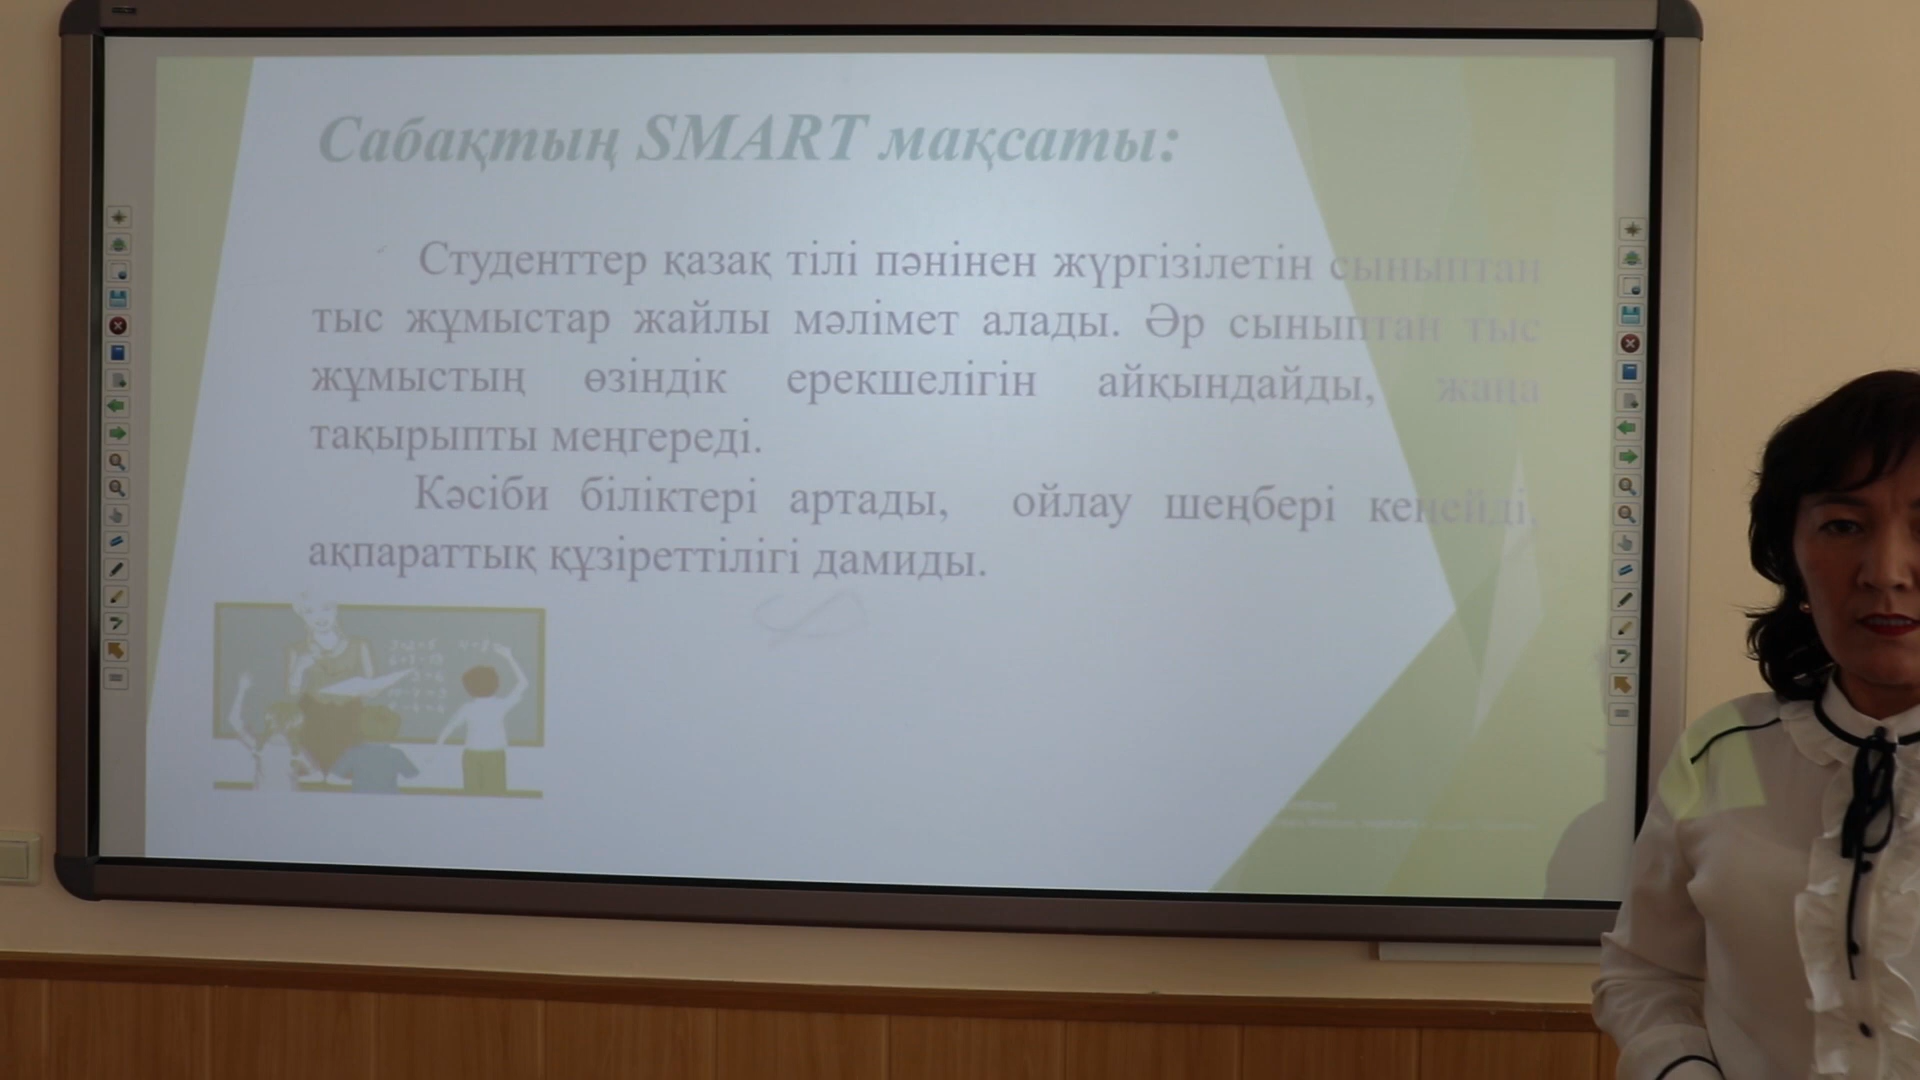 Сабақтың SMART мақсаты:
Студенттер қазақ тілі пәнінен жүргізілетін сыныптан
тыс жұмыстар жайлы мәлімет алады. Әр сыныптан тыс
жұмыстың өзіндік ерекшелігін айқындайды, жаңа
тақырыпты меңгереді.
Кәсіби біліктері артады, ойлау шеңбері кеңейді,
ақпараттық құзіреттілігі дамиды.